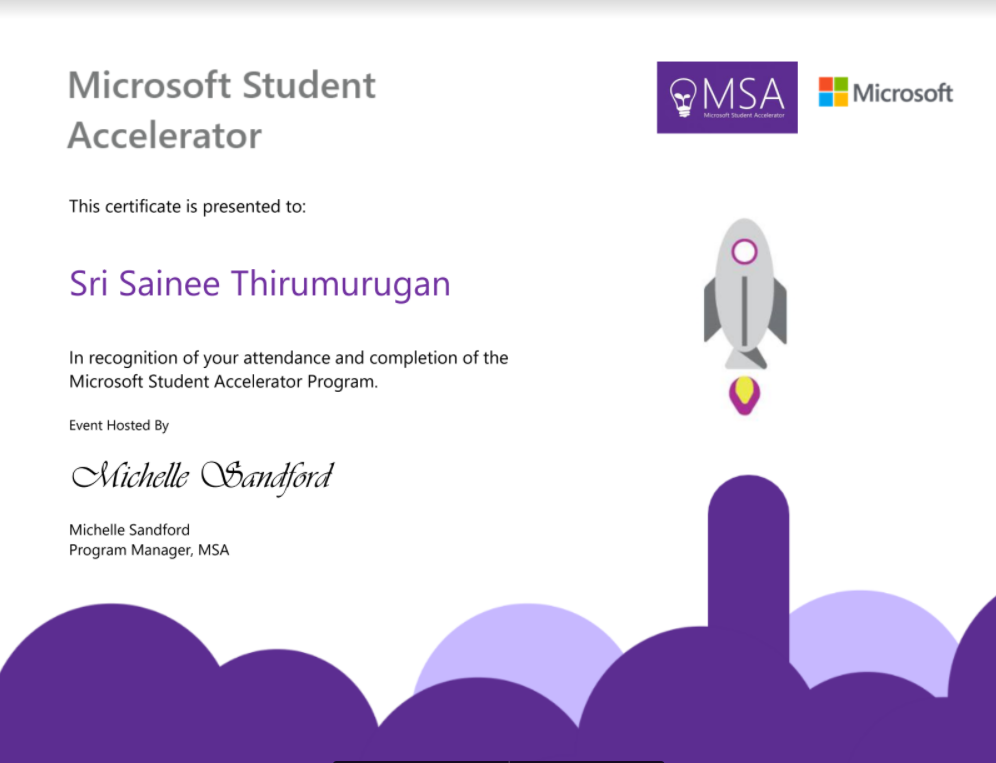 Microsoft Student
Accelerator
MSA
Microsoft Student Accelerator
Microsoft
This certificate is presented to:
Sri Sainee Thirumurugan
In recognition of your attendance and completion of the
Microsoft Student Accelerator Program.
Event Hosted By
Michelle Sandford
Michelle Sandford
Program Manager, MSA